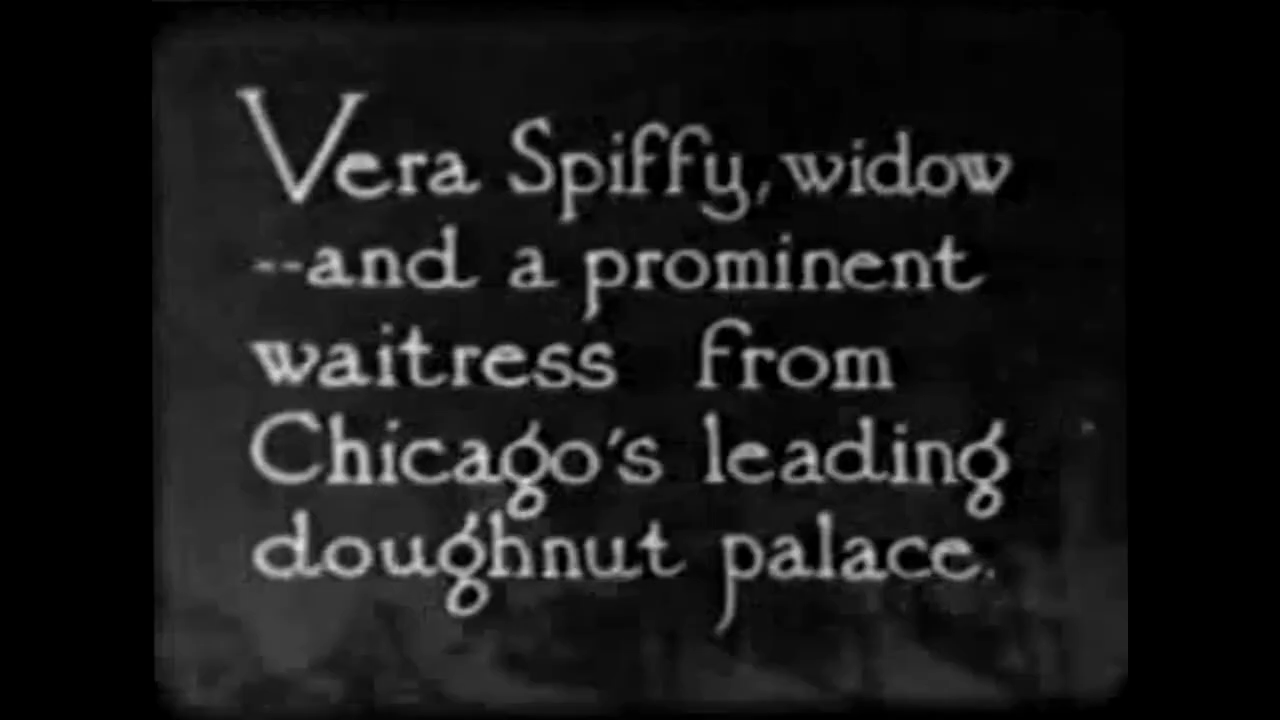 Vera Spiffy, widow
--and a prominent
waitress from
Chicago's leading
doughnut palace.